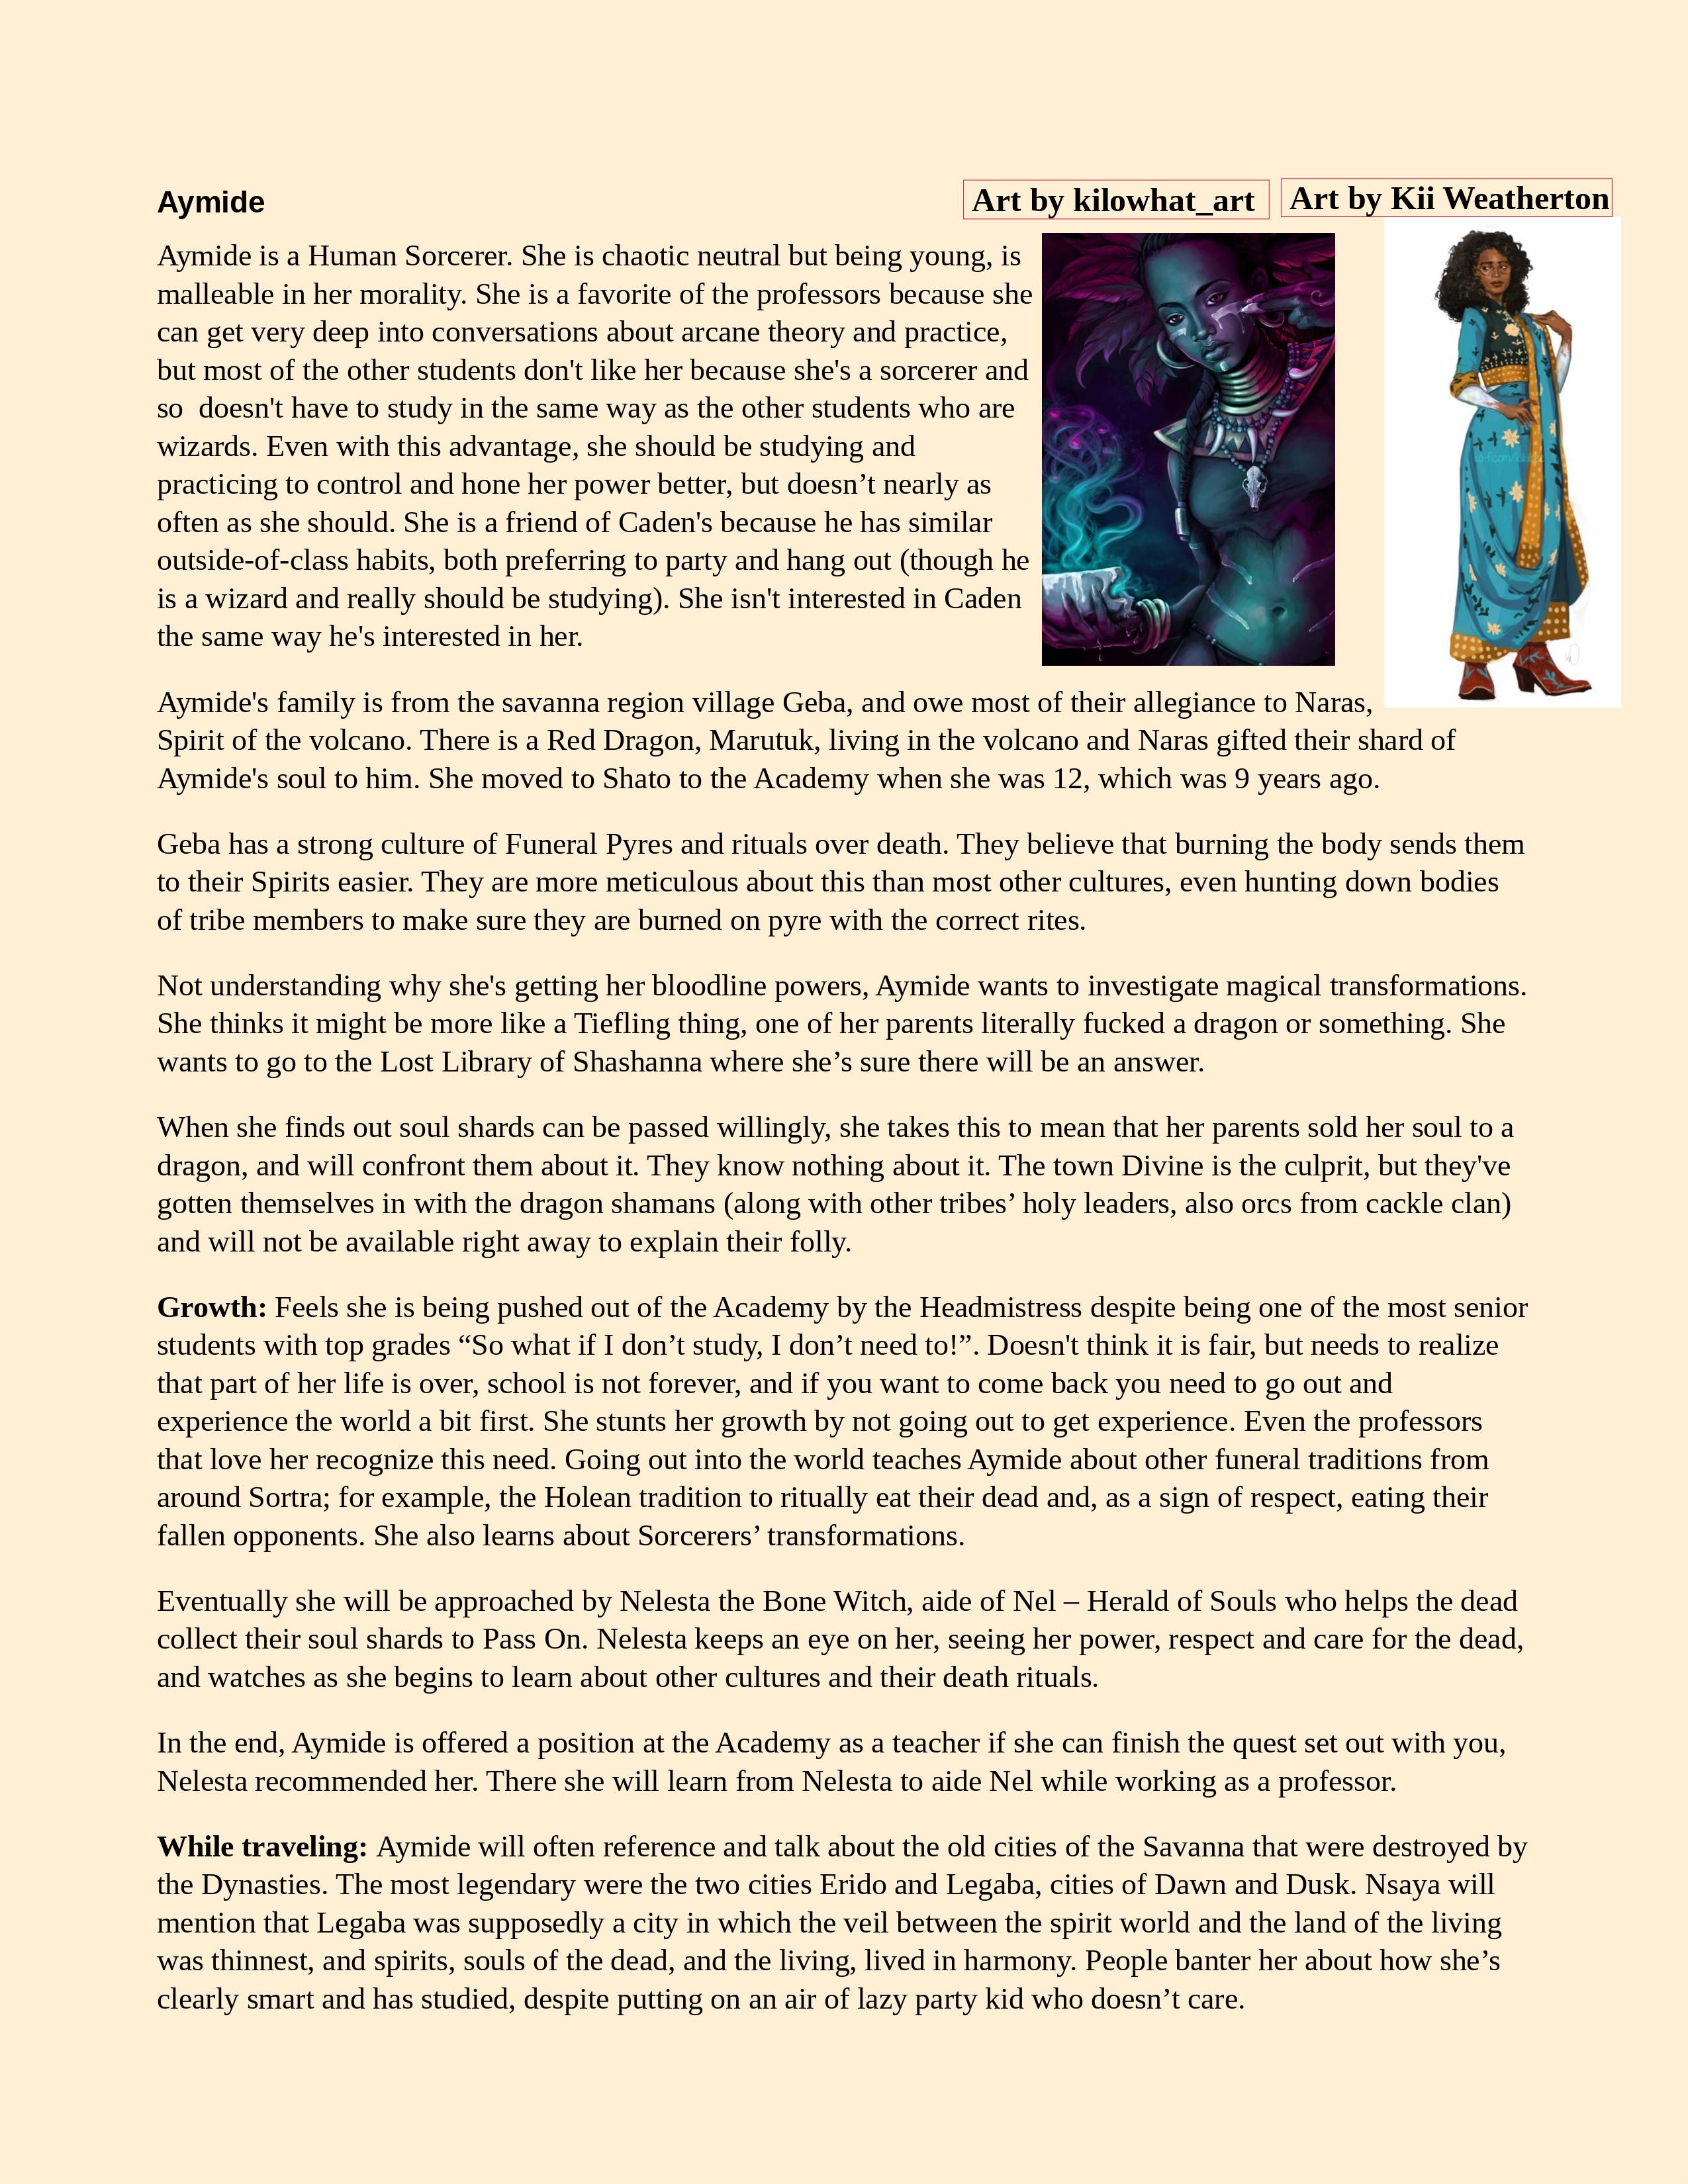 Aymide
Art by kilowhat_art
Art by Kii Weatherton
Aymide is a Human Sorcerer. She is chaotic neutral but being young, is
malleable in her morality. She is a favorite of the professors because she
can get very deep into conversations about arcane theory and practice,
but most of the other students don't like her because she's a sorcerer and
so  doesn't have to study in the same way as the other students who are
wizards. Even with this advantage, she should be studying and
practicing to control and hone her power better, but doesn’t nearly as
often as she should. She is a friend of Caden's because he has similar
outside-of-class habits, both preferring to party and hang out (though he
is a wizard and really should be studying). She isn't interested in Caden
the same way he's interested in her.
Aymide's family is from the savanna region village Geba, and owe most of their allegiance to Naras,
Spirit of the volcano. There is a Red Dragon, Marutuk, living in the volcano and Naras gifted their shard of
Aymide's soul to him. She moved to Shato to the Academy when she was 12, which was 9 years ago.
Geba has a strong culture of Funeral Pyres and rituals over death. They believe that burning the body sends them
to their Spirits easier. They are more meticulous about this than most other cultures, even hunting down bodies
of tribe members to make sure they are burned on pyre with the correct rites.
Not understanding why she's getting her bloodline powers, Aymide wants to investigate magical transformations.
She thinks it might be more like a Tiefling thing, one of her parents literally fucked a dragon or something. She
wants to go to the Lost Library of Shashanna where she’s sure there will be an answer.
When she finds out soul shards can be passed willingly, she takes this to mean that her parents sold her soul to a
dragon, and will confront them about it. They know nothing about it. The town Divine is the culprit, but they've
gotten themselves in with the dragon shamans (along with other tribes’ holy leaders, also orcs from cackle clan)
and will not be available right away to explain their folly.
Growth: Feels she is being pushed out of the Academy by the Headmistress despite being one of the most senior
students with top grades “So what if I don’t study, I don’t need to!”. Doesn't think it is fair, but needs to realize
that part of her life is over, school is not forever, and if you want to come back you need to go out and
experience the world a bit first. She stunts her growth by not going out to get experience. Even the professors
that love her recognize this need. Going out into the world teaches Aymide about other funeral traditions from
around Sortra; for example, the Holean tradition to ritually eat their dead and, as a sign of respect, eating their
fallen opponents. She also learns about Sorcerers’ transformations.
Eventually she will be approached by Nelesta the Bone Witch, aide of Nel – Herald of Souls who helps the dead
collect their soul shards to Pass On. Nelesta keeps an eye on her, seeing her power, respect and care for the dead,
and watches as she begins to learn about other cultures and their death rituals.
In the end, Aymide is offered a position at the Academy as a teacher if she can finish the quest set out with you,
Nelesta recommended her. There she will learn from Nelesta to aide Nel while working as a professor.
While traveling: Aymide will often reference and talk about the old cities of the Savanna that were destroyed by
the Dynasties. The most legendary were the two cities Erido and Legaba, cities of Dawn and Dusk. Nsaya will
mention that Legaba was supposedly a city in which the veil between the spirit world and the land of the living
was thinnest, and spirits, souls of the dead, and the living, lived in harmony. People banter her about how she’s
clearly smart and has studied, despite putting on an air of lazy party kid who doesn’t care.